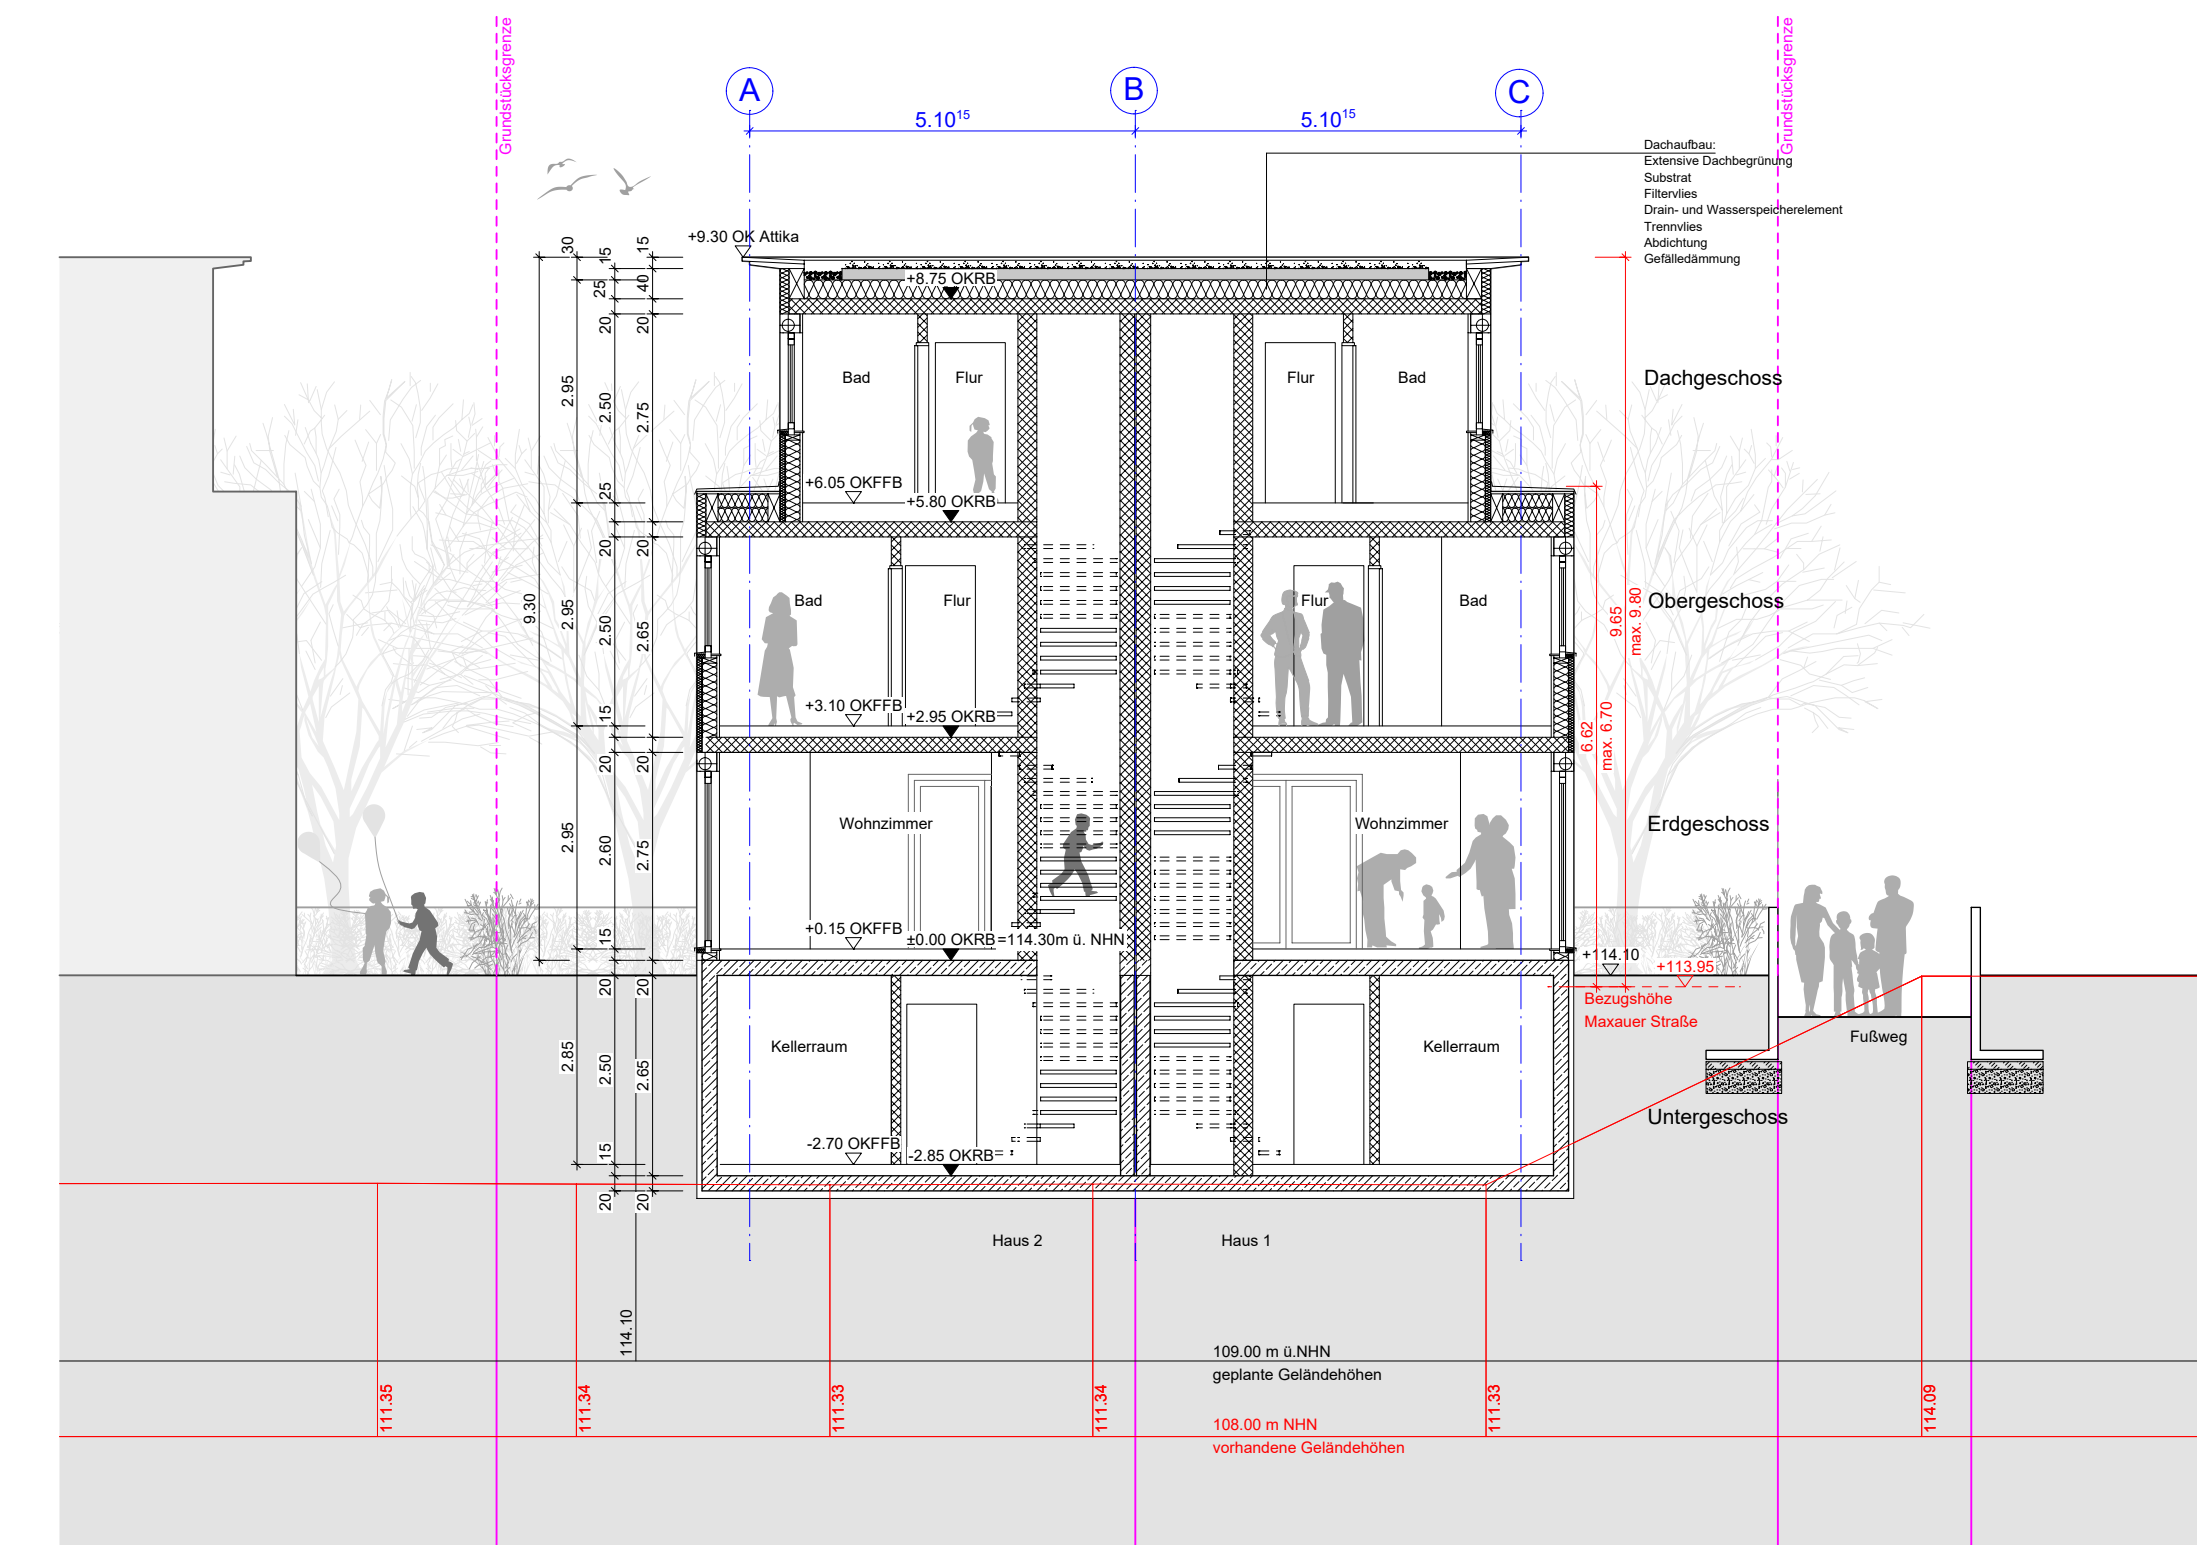 Grundstücksgrenze
Grundstücksgrenze
A
B
C
5.10¹⁵
5.10¹⁵
Dachaufbau:
Extensive Dachbegrünung
Substrat
Filtervlies
Drain- und Wasserspeicherelement
Trennvlies
Abdichtung
Gefälledämmung
+9.30 OK Attika
30
15
15
25
40
+8.75 OKRB
20
20
Bad
Flur
Flur
Bad
Dachgeschoss
2.95
2.50
2.75
+6.05 OKFFB
25
+5.80 OKRB
20
20
9.30
2.95
2.50
2.65
Bad
Flur
Flur
Bad
Obergeschoss
9.65
max. 9.80
6.62
max. 6.70
+3.10 OKFFB
15
+2.95 OKRB
20
20
2.95
2.60
2.75
Wohnzimmer
Wohnzimmer
Erdgeschoss
+0.15 OKFFB
15
±0.00 OKRB=114.30m ü. NHN
+114.10
+113.95
Bezugshöhe
Maxauer Straße
20
20
Fußweg
2.85
2.50
2.65
Kellerraum
Kellerraum
Untergeschoss
-2.70 OKFFB
15
-2.85 OKRB=
20
20
Haus 2
Haus 1
114.10
109.00 m ü.NHN
geplante Geländehöhen
111.35
111.34
111.33
111.34
111.33
114.09
108.00 m NHN
vorhandene Geländehöhen